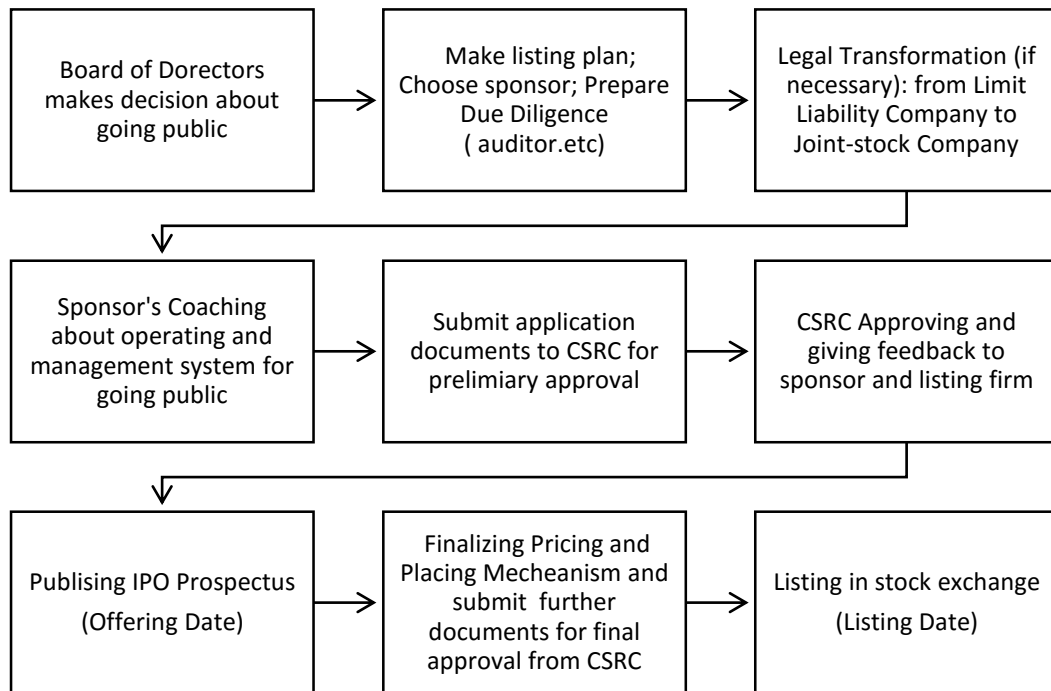 Board of Dorectors
makes decision about
going public
Make listing plan;
Choose sponsor; Prepare
Due Diligence
( auditor.etc)
Legal Transformation (if
necessary): from Limit
Liability Company to
Joint-stock Company
Sponsor's Coaching
about operating and
management system for
going public
Submit application
documents to CSRC for
prelimiary approval
CSRC Approving and
giving feedback to
sponsor and listing firm
Publising IPO Prospectus
(Offering Date)
Finalizing Pricing and
Placing Mecheanism and
submit further
documents for final
approval from CSRC
Listing in stock exchange
(Listing Date)